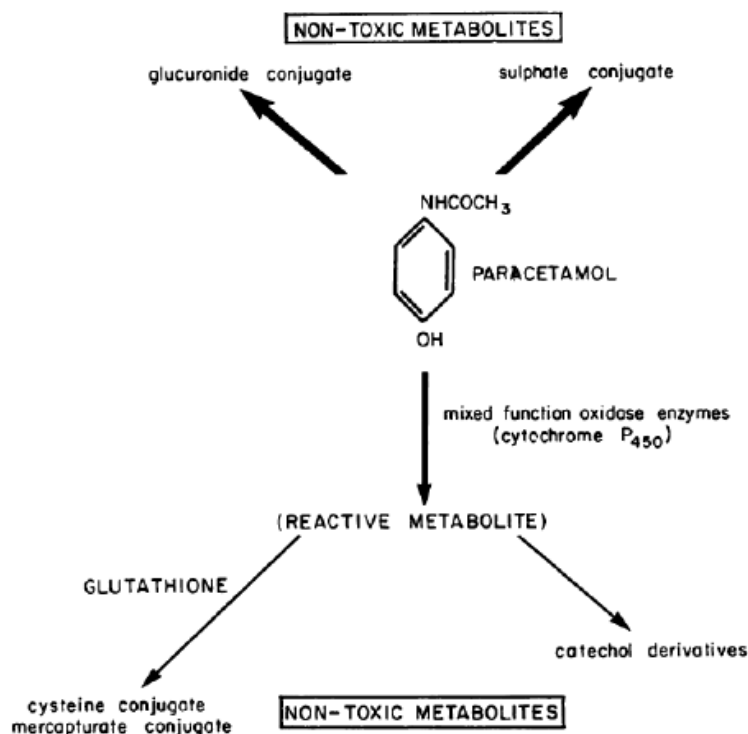 NON-TOXIC METABOLITES
glucuronide conjugate
sulphate conjugate
NHCOCH3
PARACETAMOL
OH
mixed function oxidase enzymes
(cytochrome P450)
(REACTIVE METABOLITE)
GLUTATHIONE
catechol derivatives
cysteine conjugate
mercapturate conjugate
NON-TOXIC METABOLITES